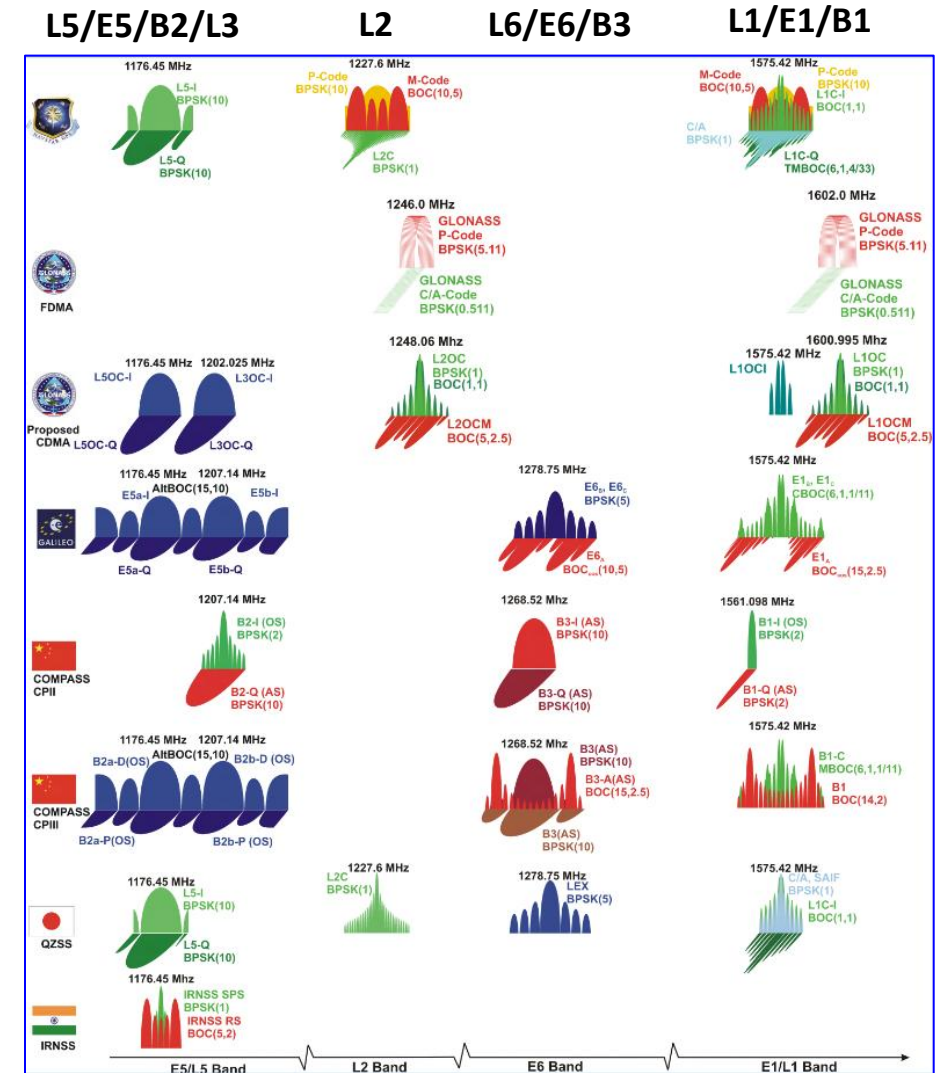 L5/E5/B2/L3
L2
L6/E6/B3
L1/E1/B1
1176.45 MHz
L5-I
BPSK(10)
L5-Q
BPSK(10)
1227.6 MHz
P-Code
BPSK(10)
M-Code
BOC(10,5)
L2C
BPSK(1)
1575.42 MHz
M-Code
BOC(10,5)
P-Code
BPSK(10)
L1C-I
BOC(1,1)
C/A
BPSK(1)
L1C-Q
TMBOC(6,1,4/33)
GLONASS
FDMA
1246.0 MHz
GLONASS
P-Code
BPSK(5.11)
GLONASS
C/A-Code
BPSK(0.511)
1602.0 MHz
GLONASS
P-Code
BPSK(5.11)
GLONASS
C/A-Code
BPSK(0.511)
GLONASS
Proposed
CDMA
1176.45 MHz
1202.025 MHz
L5OC-I
L3OC-I
L5OC-Q
L3OC-Q
1248.06 Mhz
L2OC
BPSK(1)
BOC(1,1)
L2OCM
BOC(5,2.5)
1600.995 Mhz
1575.42 MHz
L1OCI
L1OC
BPSK(1)
BOC(1,1)
L1OCM
BOC(5,2.5)
GALILEO
1176.45 MHz
1207.14 MHz
AltBOC(15,10)
E5a-I
E5b-I
E5a-Q
E5b-Q
1278.75 MHz
E6B, E6C
BPSK(5)
E6A
BOC(10,5)
1575.42 MHz
E1B, E1C
CBOC(6,1,1/11)
E1A
BOC(15,2.5)
COMPASS
CPII
1207.14 MHz
B2-I (OS)
BPSK(2)
B2-Q (AS)
BPSK(10)
1268.52 Mhz
B3-I (AS)
BPSK(10)
B3-Q (AS)
BPSK(10)
1561.098 MHz
B1-I (OS)
BPSK(2)
B1-Q (AS)
BPSK(2)
COMPASS
CPIII
1176.45 MHz
1207.14 MHz
AltBOC(15,10)
B2a-D(OS)
B2b-D (OS)
B2a-P(OS)
B2b-P (OS)
1268.52 MHz
B3(AS)
BPSK(10)
B3-A(AS)
BOC(15,2.5)
B3(AS)
BPSK(10)
1575.42 MHz
B1-C
MBOC(6,1,1/11)
B1
BOC(14,2)
QZSS
1176.45 MHz
L5-I
BPSK(10)
L5-Q
BPSK(10)
1227.6 MHz
L2C
BPSK(1)
1278.75 MHz
LEX
BPSK(5)
1575.42 MHz
C/A, SAIF
BPSK(1)
L1C-I
BOC(1,1)
IRNSS
1176.45 Mhz
IRNSS SPS
BPSK(1)
IRNSS RS
BOC(5,2)
E5/L5 Band
L2 Band
E6 Band
E1/L1 Band